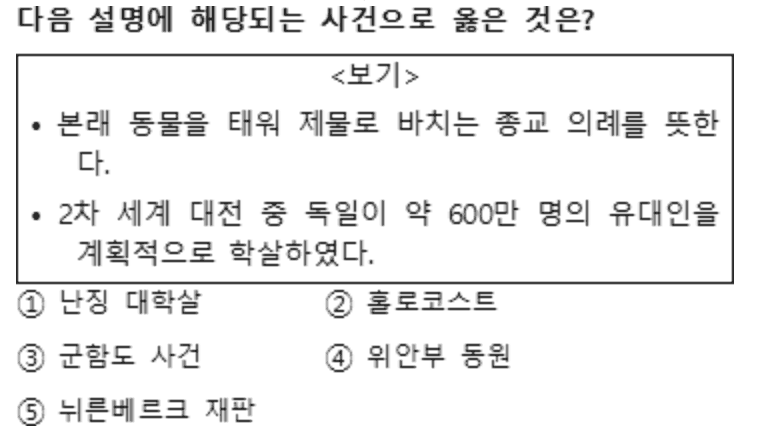 다음 설명에 해당되는 사건으로 옳은 것은?
<보기>
• 본래 동물을 태워 제물로 바치는 종교 의례를 뜻한
다.
• 2차 세계 대전 중 독일이 약 600만 명의 유대인을
계획적으로 학살하였다.
① 난징 대학살 ② 홀로코스트
③ 군함도 사건 ④ 위안부 동원
⑤ 뉘른베르크 재판